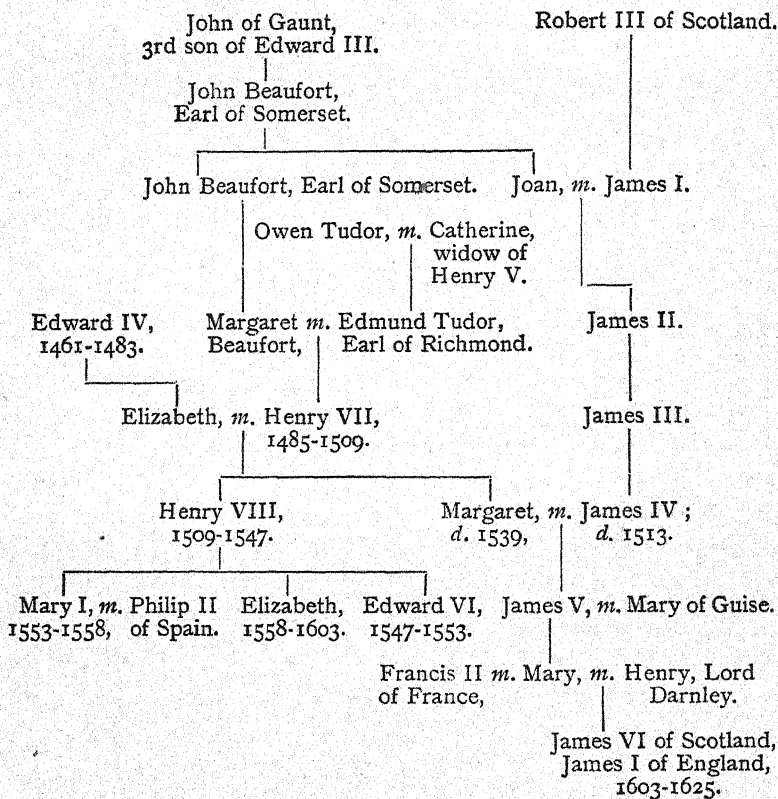 John of Gaunt,
3rd son of Edward III.
Robert III of Scotland.
John Beaufort,
Earl of Somerset.
John Beaufort, Earl of Somerset.
Joan, m. James I.
Owen Tudor, m. Catherine,
widow of
Henry V.
Edward IV,
1461-1483.
Margaret m. Edmund Tudor,
Beaufort, Earl of Richmond.
James II.
Elizabeth, m. Henry VII,
1485-1509.
James III.
Henry VIII,
1509-1547.
Margaret, m. James IV ;
d. 1539, d. 1513.
Mary I, m. Philip II
1553-1558, of Spain.
Elizabeth,
1558-1603.
Edward VI,
1547-1553.
James V, m. Mary of Guise.
Francis II m. Mary, m. Henry, Lord
of France, Darnley.
James VI of Scotland,
James I of England,
1603-1625.